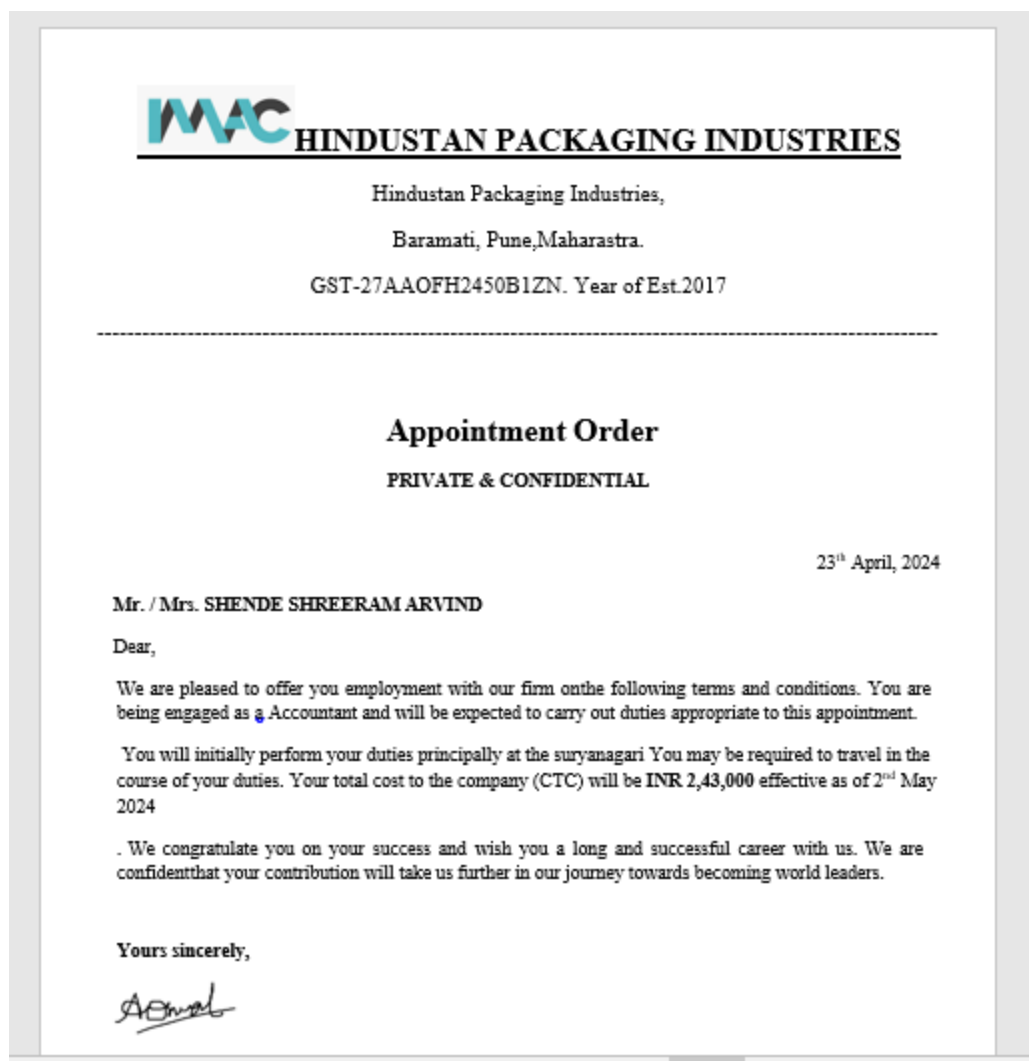 IMAC HINDUSTAN PACKAGING INDUSTRIES
Hindustan Packaging Industries,
Baramati, Pune,Maharastra.
GST-27AAOFH2450B1ZN. Year of Est.2017
Appointment Order
PRIVATE & CONFIDENTIAL
23th April, 2024
Mr. / Mrs. SHENDE SHREERAM ARVIND
Dear,
We are pleased to offer you employment with our firm onthe following terms and conditions. You are
being engaged as a Accountant and will be expected to carry out duties appropriate to this appointment.
You will initially perform your duties principally at the suryanagari You may be required to travel in the
course of your duties. Your total cost to the company (CTC) will be INR 2,43,000 effective as of 2nd May
2024
. We congratulate you on your success and wish you a long and successful career with us. We are
confidentthat your contribution will take us further in our journey towards becoming world leaders.
Yours sincerely,